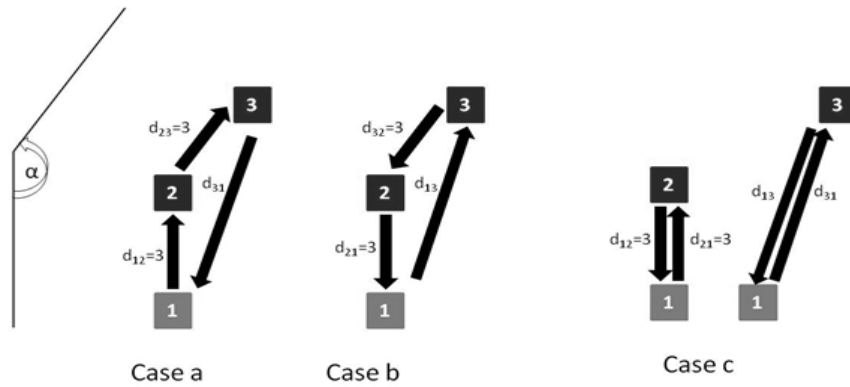 α
3
d23=3
2
d31
d12=3
1
Case a
3
d32=3
2
d13
d21=3
1
Case b
2
d12=3
d21=3
1
3
d13
d31
1
Case c